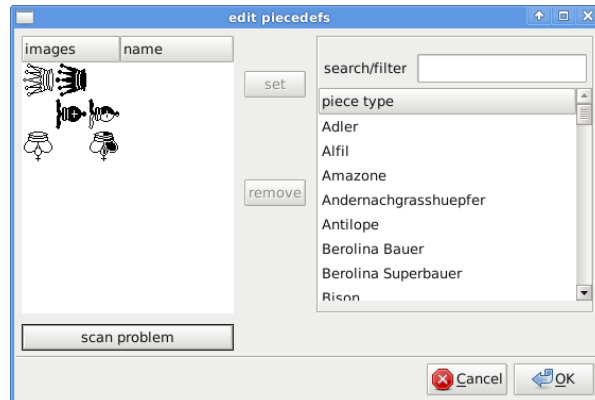 edit piecedefs
images name
set
remove
scan problem
search/filter
piece type
Adler
Alfil
Amazone
Andernachgrasshuepfer
Antilope
Berolina Bauer
Berolina Superbauer
Bison
Cancel OK